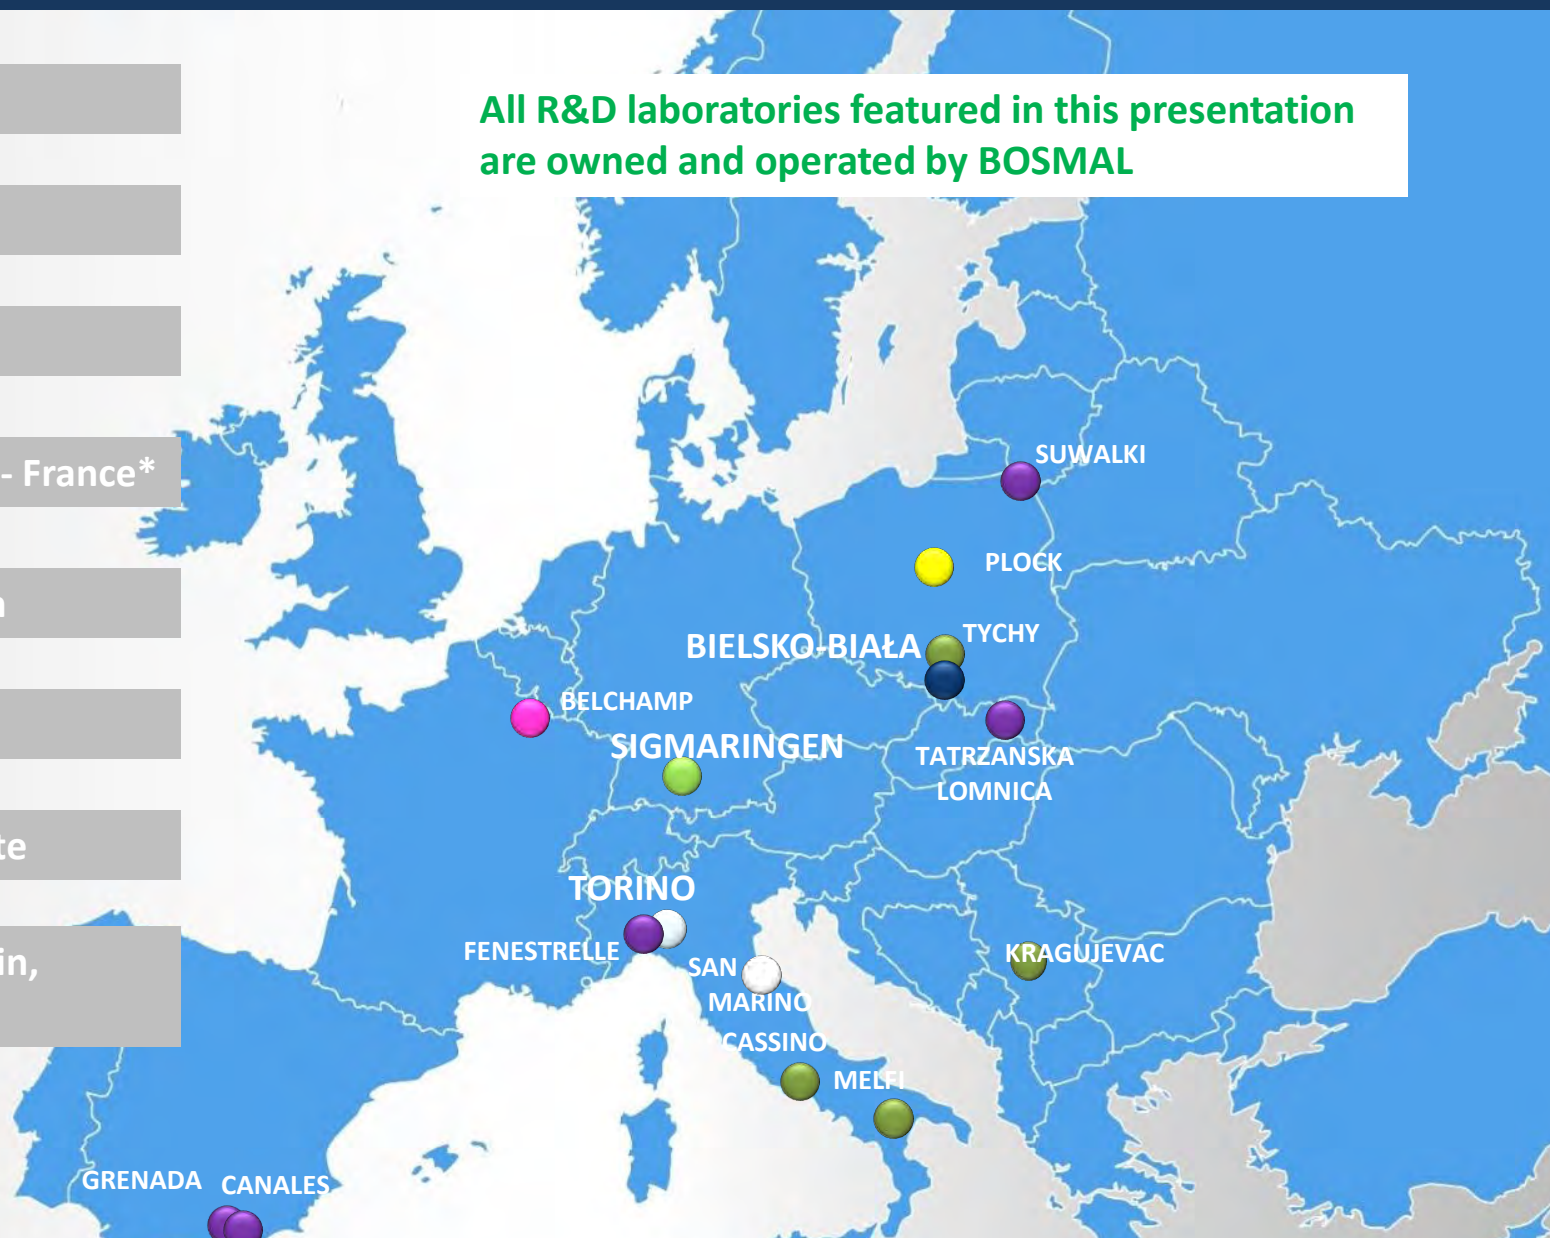 All R&D laboratories featured in this presentation
are owned and operated by BOSMAL
- France*
in,
SUWALKI
PLOCK
TYCHY
BIELSKO-BIAŁA
BELCHAMP
SIGMARINGEN
TATRZANSKA
LOMNICA
TORINO
FENESTRELLE
SAN
MARINO
KRAGUJEVAC
CASSINO
MELFI
GRENADA
CANALES